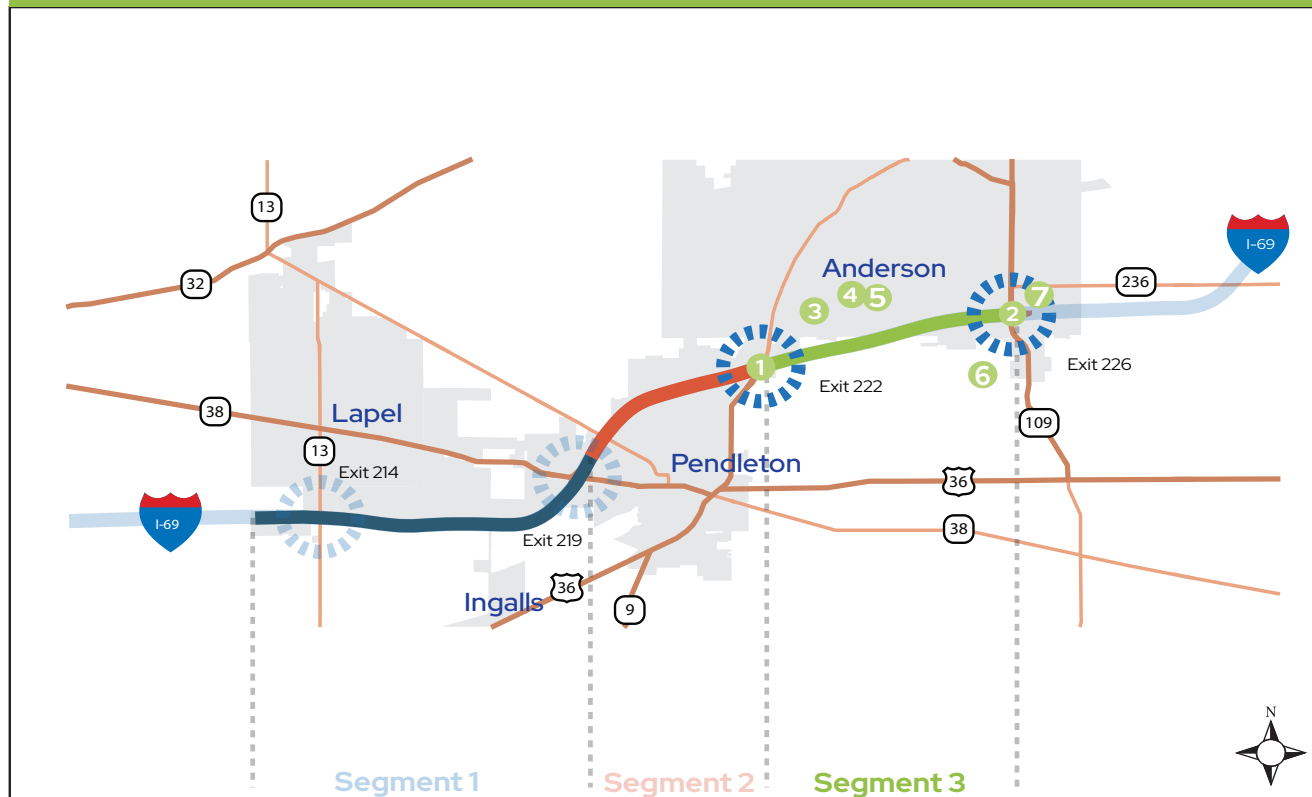 13
I-69
Anderson
32
236
4
5
7
3
2
1
Exit 226
6
Exit 222
38
Lapel
109
13
Pendleton
Exit 214
36
I-69
38
Exit 219
36
Ingalls
9
N
Segment 1
Segment 2
Segment 3